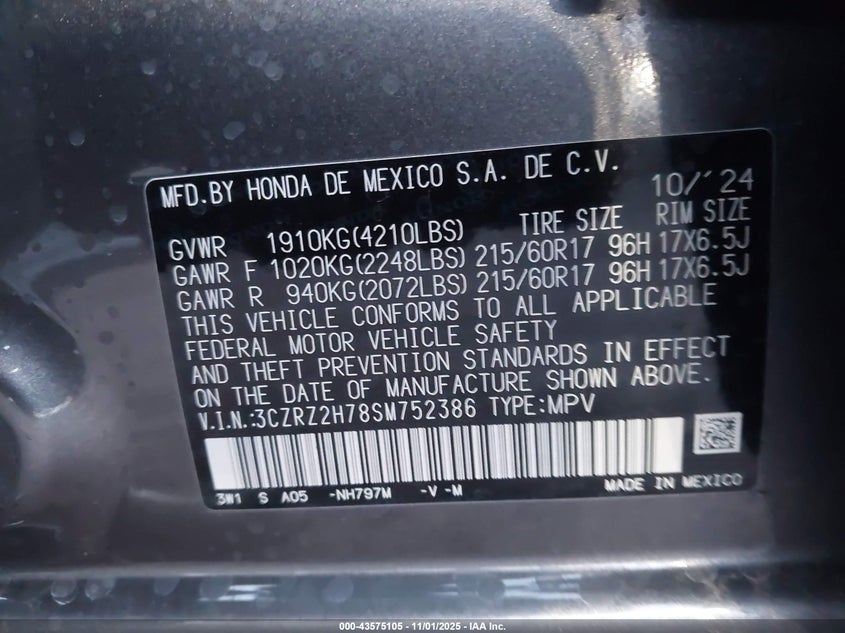 MFD.BY HONDA DE MEXICO S.A. DE C.V. 10/'24
GVWR 1910KG(4210LBS) TIRE SIZE RIM SIZE
GAWR F 1020KG(2248LBS) 215/60R17 96H 17X6.5J
GAWR R 940KG(2072LBS) 215/60R17 96H 17X6.5J
THIS VEHICLE CONFORMS TO ALL APPLICABLE
FEDERAL MOTOR VEHICLE SAFETY
AND THEFT PREVENTION STANDARDS IN EFFECT
ON THE DATE OF MANUFACTURE SHOWN ABOVE.
V.I.N.:3CZRZ2H78SM752386 TYPE:MPV
3W1 S A05 -NH797M -V -M MADE IN MEXICO
000-43575105 - 11/01/2025 - IAA Inc.